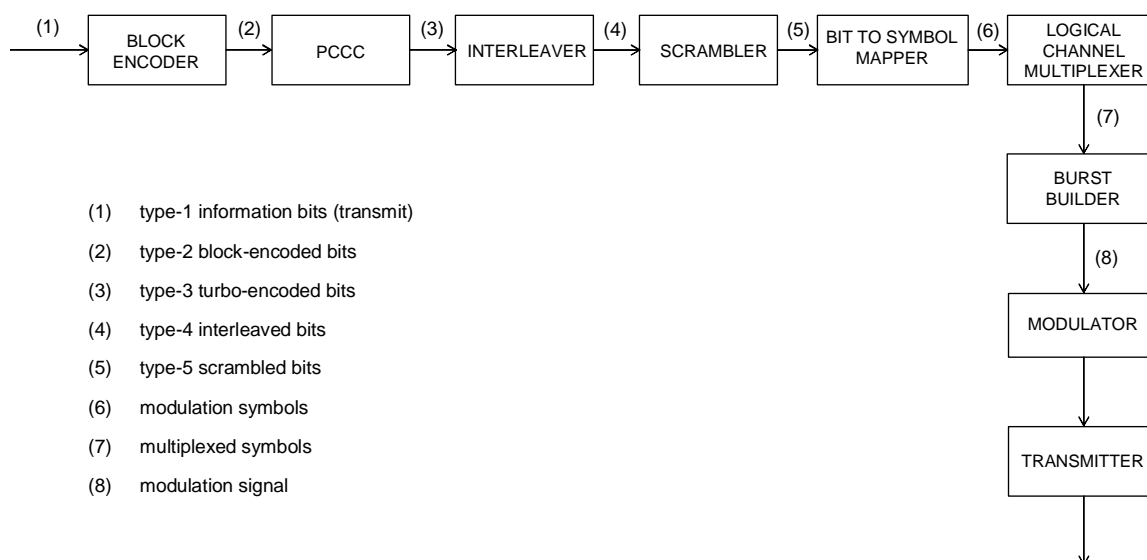 (1)
BLOCK
ENCODER
(2)
PCCC
(3)
INTERLEAVER
(4)
SCRAMBLER
(5)
BIT TO SYMBOL
MAPPER
(6)
LOGICAL
CHANNEL
MULTIPLEXER
(7)
BURST
BUILDER
(8)
MODULATOR
TRANSMITTER
(1) type-1 information bits (transmit)
(2) type-2 block-encoded bits
(3) type-3 turbo-encoded bits
(4) type-4 interleaved bits
(5) type-5 scrambled bits
(6) modulation symbols
(7) multiplexed symbols
(8) modulation signal